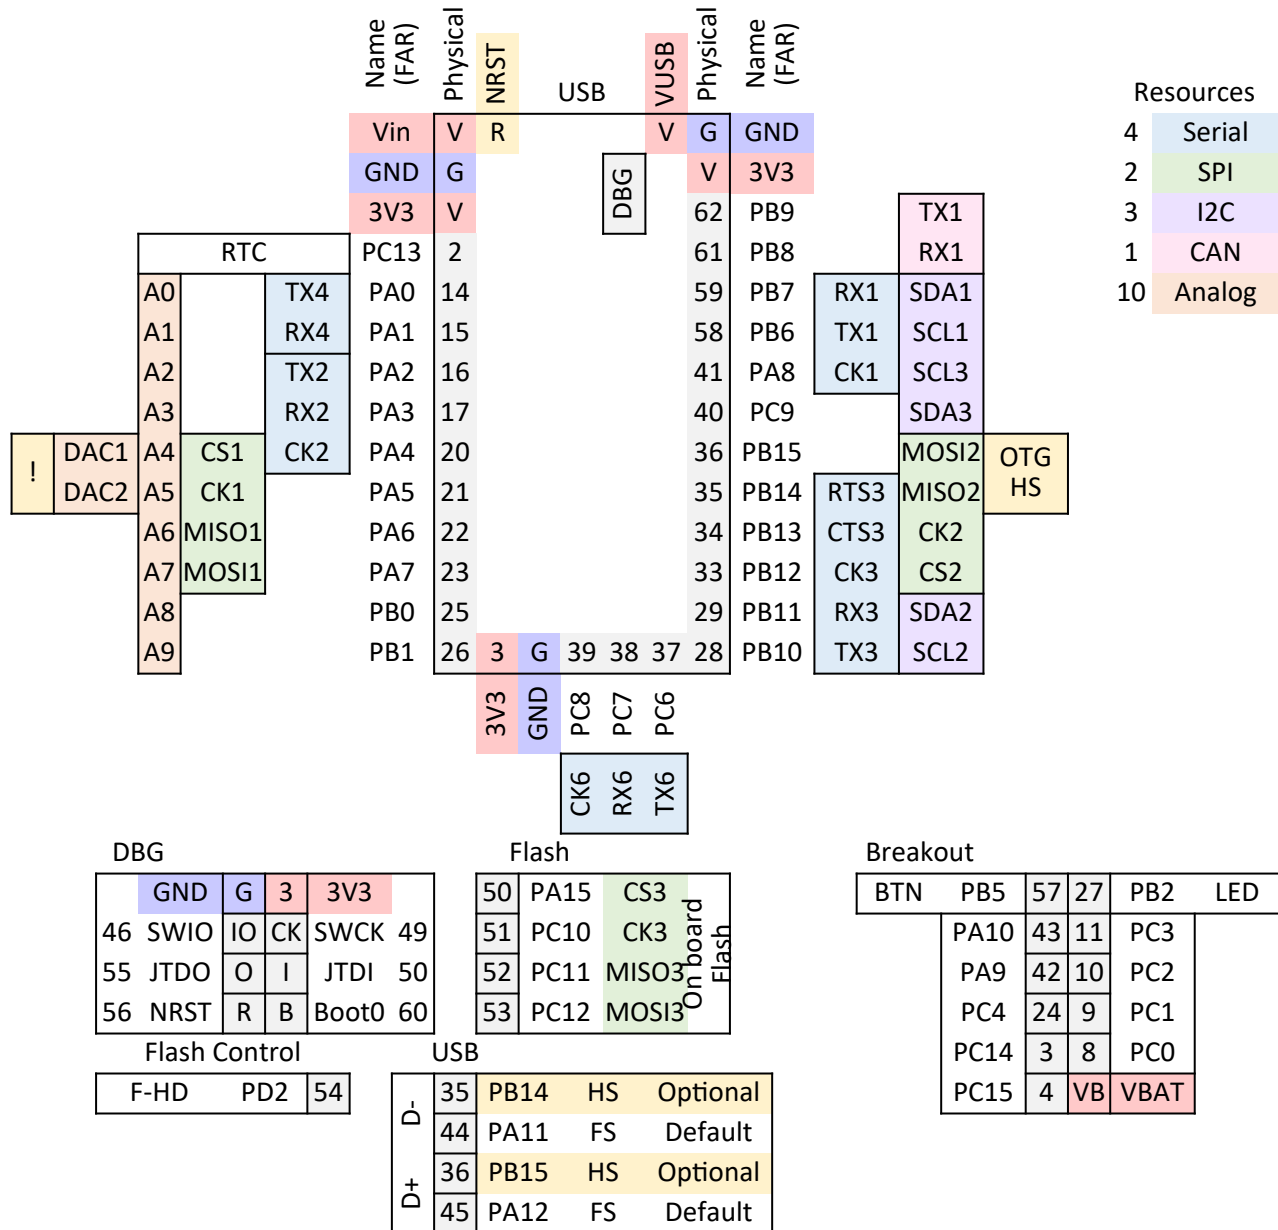 Name (FAR) Physical NRST USB VUSB Physical Name (FAR)
Resources
Vin V R V G GND 4 Serial
GND G DBG V 3V3 2 SPI
3V3 V 62 PB9 TX1 3 I2C
RTC PC13 2 61 PB8 RX1 1 CAN
A0 TX4 PA0 14 59 PB7 RX1 SDA1 10 Analog
A1 RX4 PA1 15 58 PB6 TX1 SCL1
A2 TX2 PA2 16 41 PA8 CK1 SCL3
A3 RX2 PA3 17 40 PC9 SDA3
! DAC1 A4 CS1 CK2 PA4 20 36 PB15 MOSI2 OTG HS
DAC2 A5 CK1 PA5 21 35 PB14 RTS3 MISO2
A6 MISO1 PA6 22 34 PB13 CTS3 CK2
A7 MOSI1 PA7 23 33 PB12 CK3 CS2
A8 PB0 25 29 PB11 RX3 SDA2
A9 PB1 26 3 G 39 38 37 28 PB10 TX3 SCL2
3V3 GND PC8 PC7 PC6
CK6 RX6 TX6
DBG
GND G 3 3V3
46 SWIO IO CK SWCK 49
55 JTDO O I JTDI 50
56 NRST R B Boot0 60
Flash Control
F-HD PD2 54
Flash
50 PA15 CS3
51 PC10 CK3
52 PC11 MISO3
53 PC12 MOSI3
On board Flash
USB
D- 35 PB14 HS Optional
44 PA11 FS Default
D+ 36 PB15 HS Optional
45 PA12 FS Default
Breakout
BTN PB5 57 27 PB2 LED
PA10 43 11 PC3
PA9 42 10 PC2
PC4 24 9 PC1
PC14 3 8 PC0
PC15 4 VB VBAT